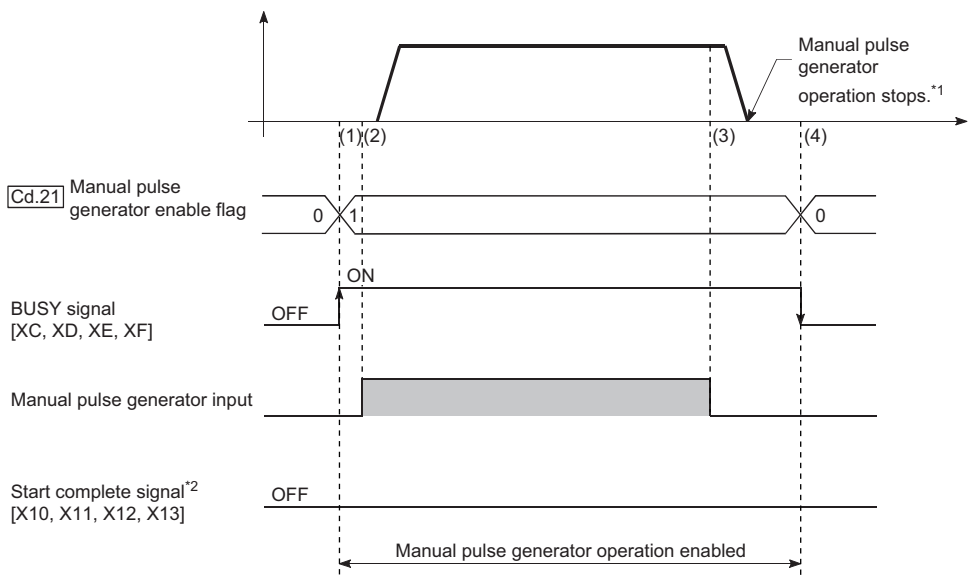 Manual pulse
generator
operation stops.*1
(1) (2) (3) (4)
Cd.21 Manual pulse
generator enable flag
0 1 0
ON
BUSY signal
[XC, XD, XE, XF]
OFF
Manual pulse generator input
Start complete signal*2
[X10, X11, X12, X13]
OFF
Manual pulse generator operation enabled